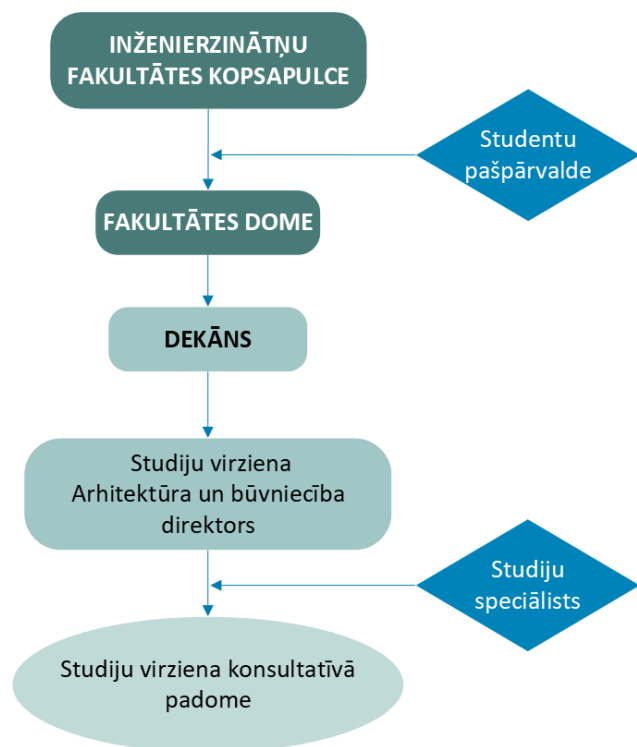 INŽENIERZINĀTŅU
FAKULTĀTES KOPSAPULCE
Studentu
pašpārvalde
FAKULTĀTES DOME
DEKĀNS
Studiju virziena
Arhitektūra un būvniecība
direktors
Studiju
speciālists
Studiju virziena konsultatīvā
padome